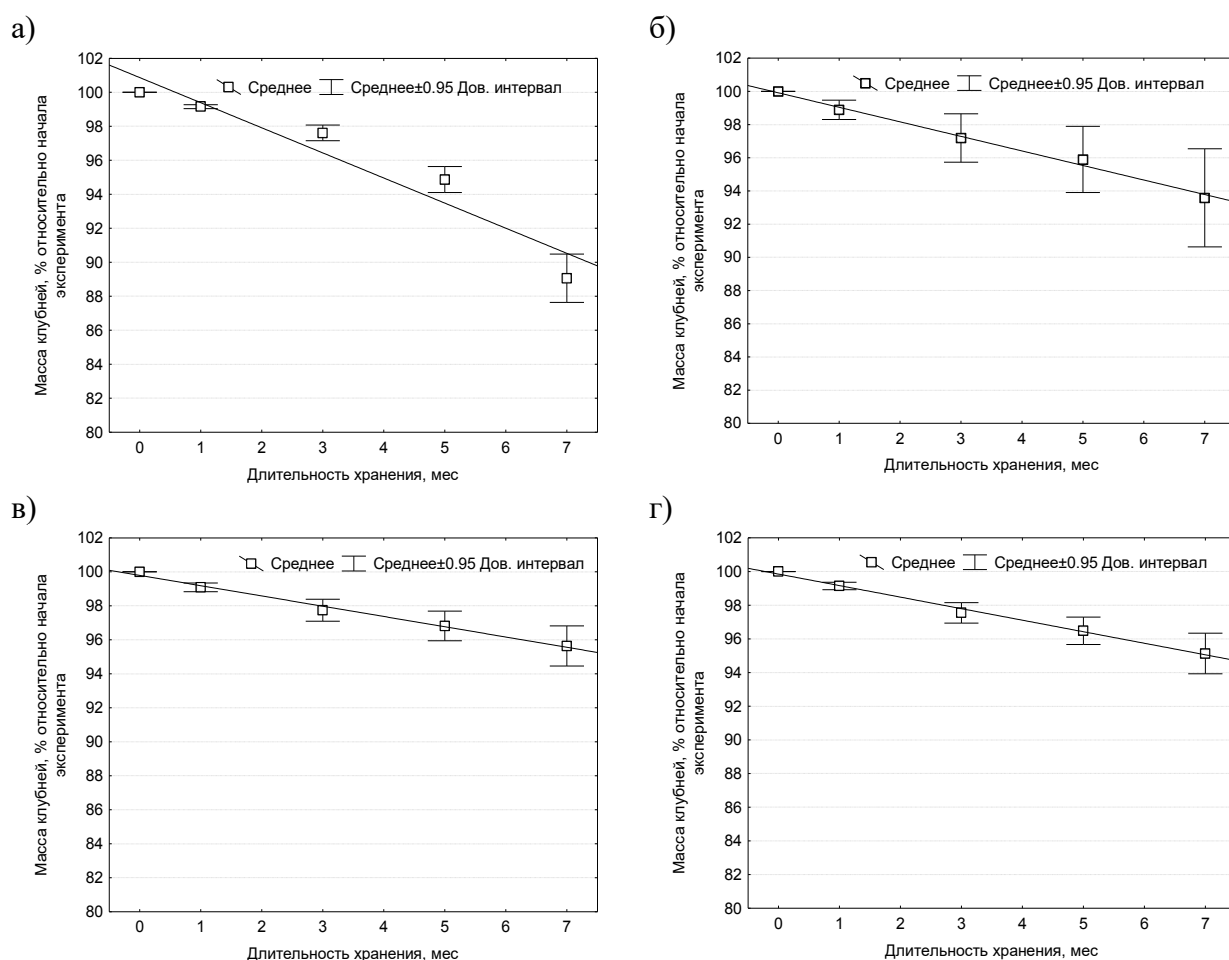 а)
102
100
98
96
94
92
90
88
86
84
82
80
Масса клубней, % относительно начала
эксперимента
Среднее Среднее±0.95 Дов. интервал
0 1 2 3 4 5 6 7
Длительность хранения, мес
б)
102
100
98
96
94
92
90
88
86
84
82
80
Масса клубней, % относительно начала
эксперимента
Среднее Среднее±0.95 Дов. интервал
0 1 2 3 4 5 6 7
Длительность хранения, мес
в)
102
100
98
96
94
92
90
88
86
84
82
80
Масса клубней, % относительно начала
эксперимента
Среднее Среднее±0.95 Дов. интервал
0 1 2 3 4 5 6 7
Длительность хранения, мес
г)
102
100
98
96
94
92
90
88
86
84
82
80
Масса клубней, % относительно начала
эксперимента
Среднее Среднее±0.95 Дов. интервал
0 1 2 3 4 5 6 7
Длительность хранения, мес